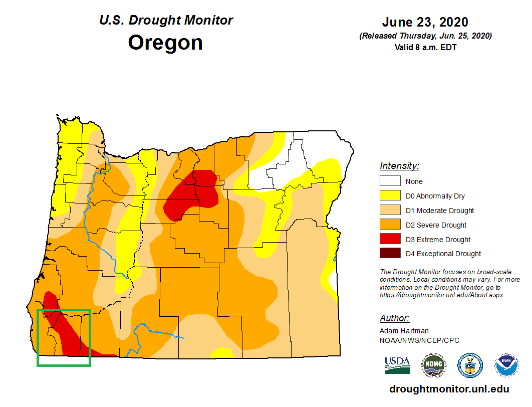 U.S. Drought Monitor
Oregon
June 23, 2020
(Released Thursday, Jun. 25, 2020)
Valid 8 a.m. EDT
Intensity:
None
D0 Abnormally Dry
D1 Moderate Drought
D2 Severe Drought
D3 Extreme Drought
D4 Exceptional Drought
The Drought Monitor focuses on broad-scale
conditions. Local conditions may vary. For more
information on the Drought Monitor, go to
https://droughtmonitor.unl.edu/About.aspx
Author:
Adam Hartman
NOAA/NWS/NCEP/CPC
USDA
NDMC
droughtmonitor.unl.edu